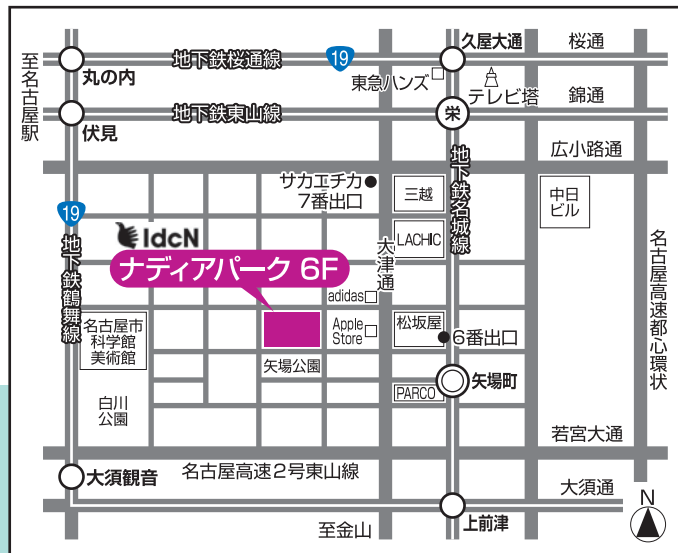 久屋大通
桜通
地下鉄桜通線
19
至名古屋駅
丸の内
東急ハンズ
テレビ塔
錦通
地下鉄東山線
栄
伏見
広小路通
サカエチカ
7番出口
三越
地下鉄名城線
中日
ビル
19
IdcN
LACHIC
大津通
名古屋高速都心環状
ナディアパーク 6F
地下鉄鶴舞線
adidas
名古屋市
科学館
美術館
Apple
Store
松坂屋
6番出口
矢場公園
矢場町
PARCO
白川
公園
若宮大通
大須観音
名古屋高速2号東山線
大須通
N
上前津
至金山